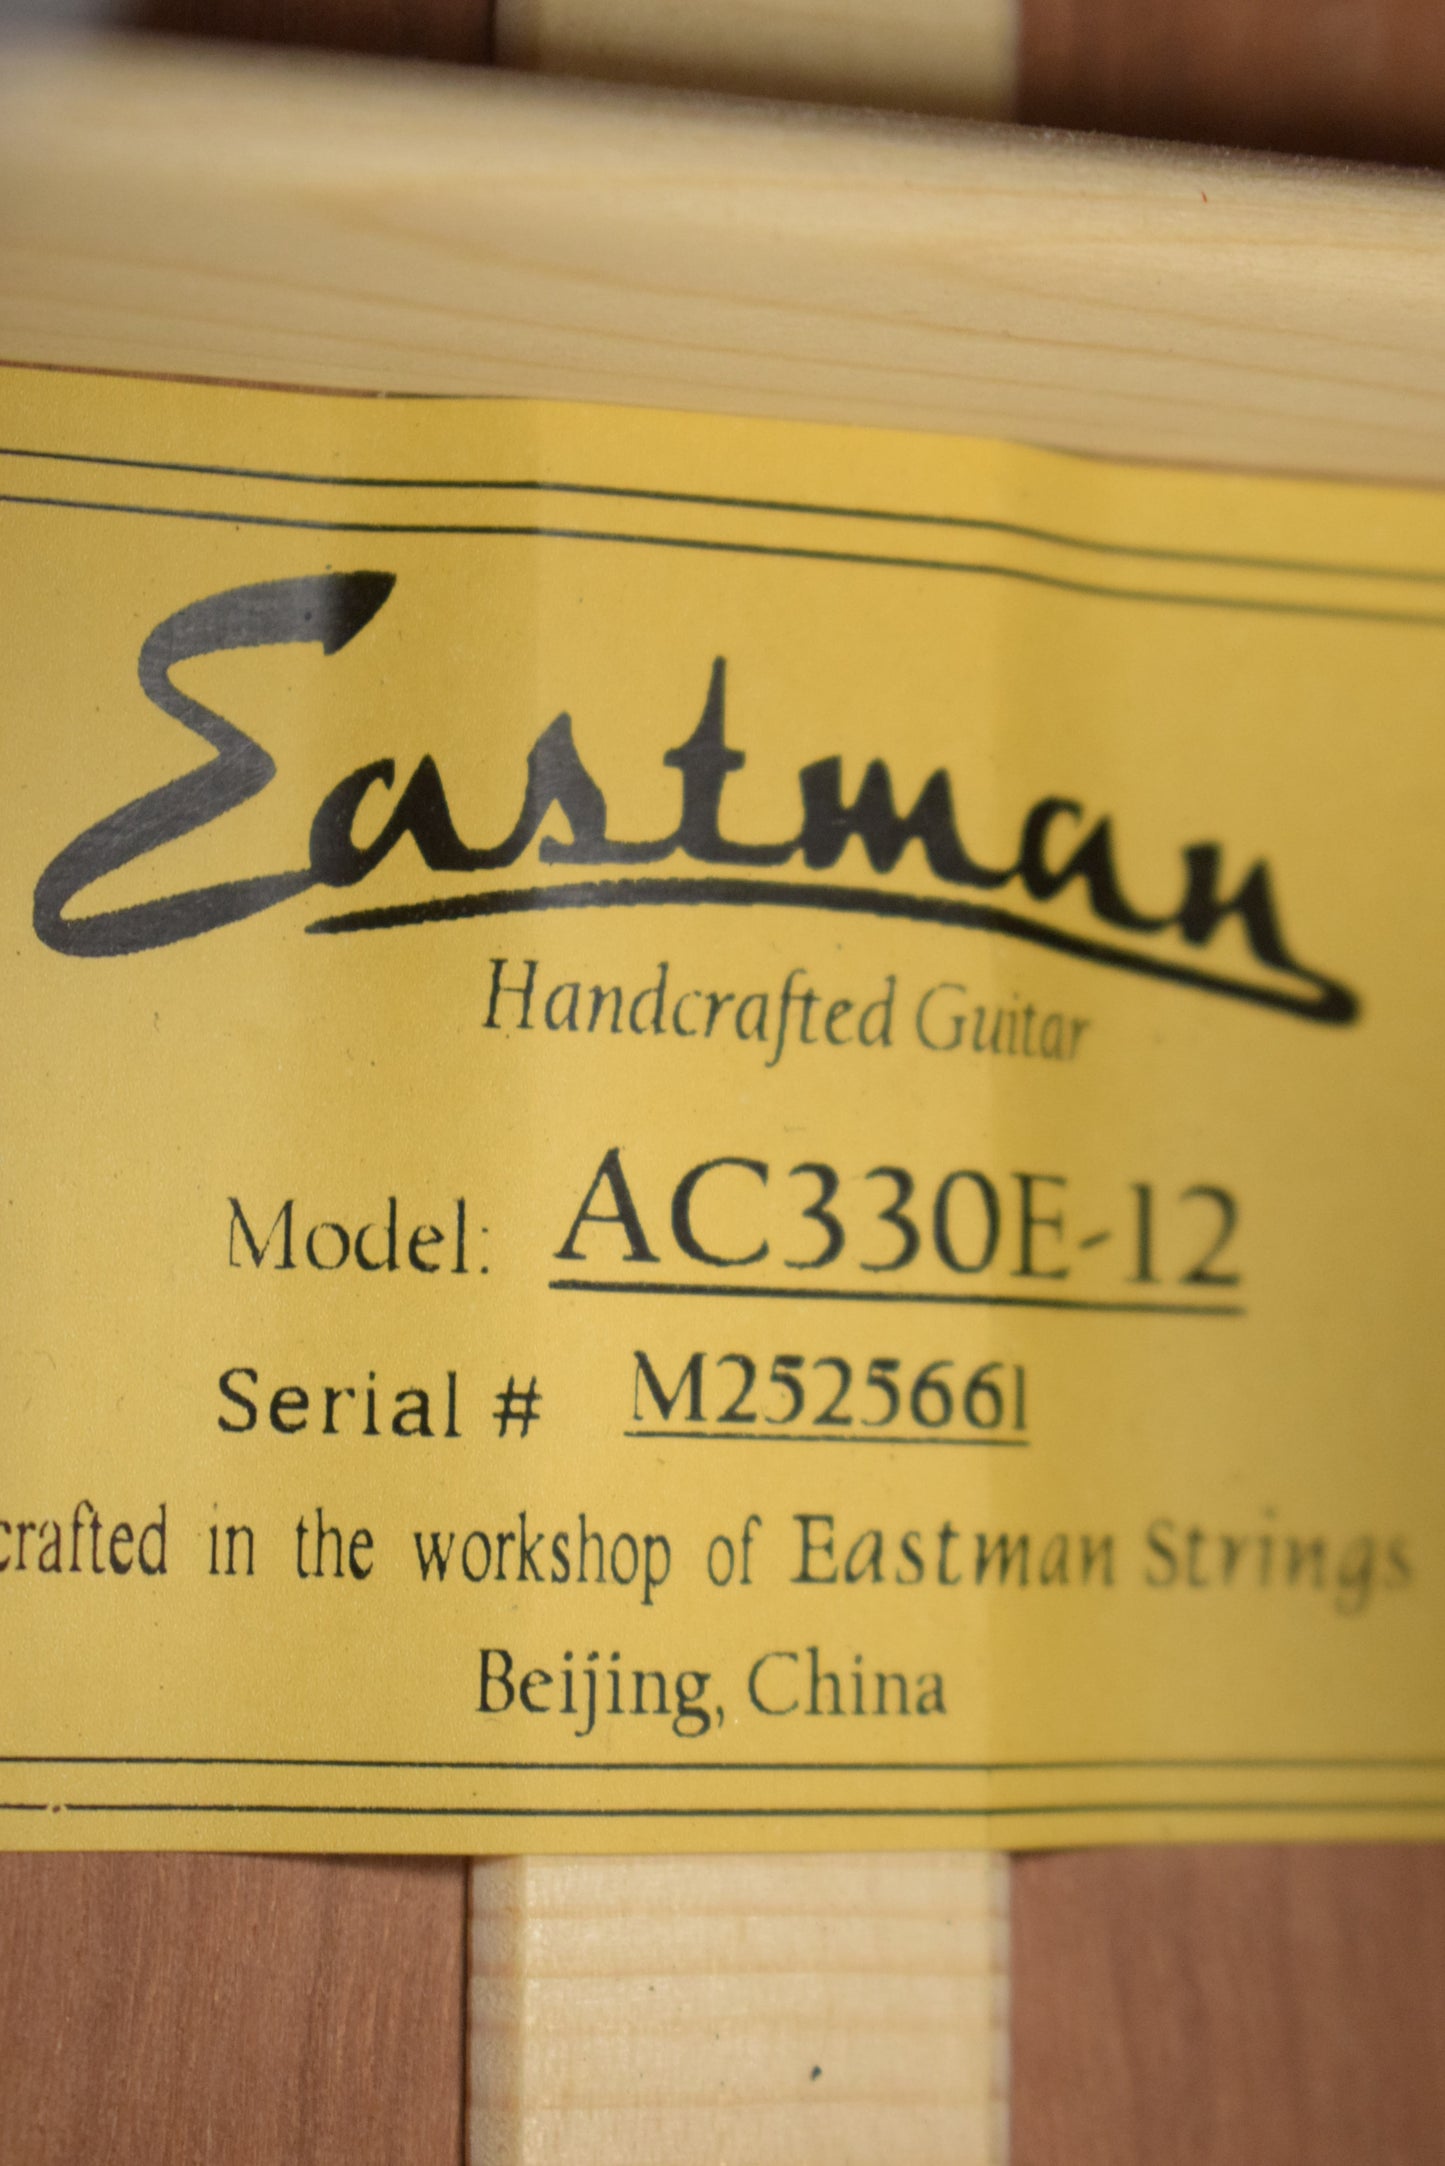 Eastman
Handcrafted Guitar
Model: AC330E-12
Serial # M2525661
crafted in the workshop of Eastman Strings
Beijing, China